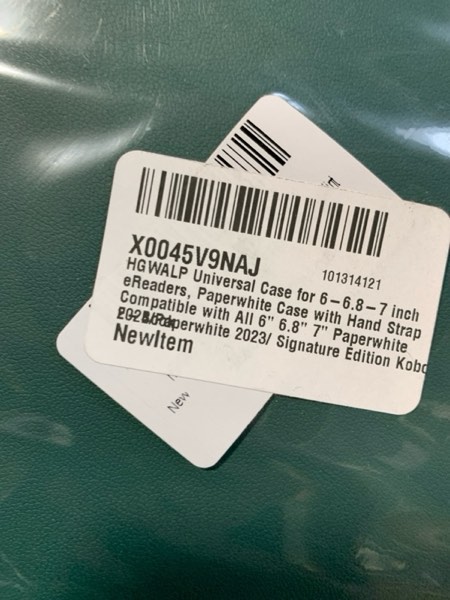 X0045V9NAJ
101314121
HGWALP Universal Case for 6-6.8-7 inch
eReaders, Paperwhite Case with Hand Strap
Compatible with All 6" 6.8" 7" Paperwhite
Paperwhite 2023/ Signature Edition Kobo
NewItem
New